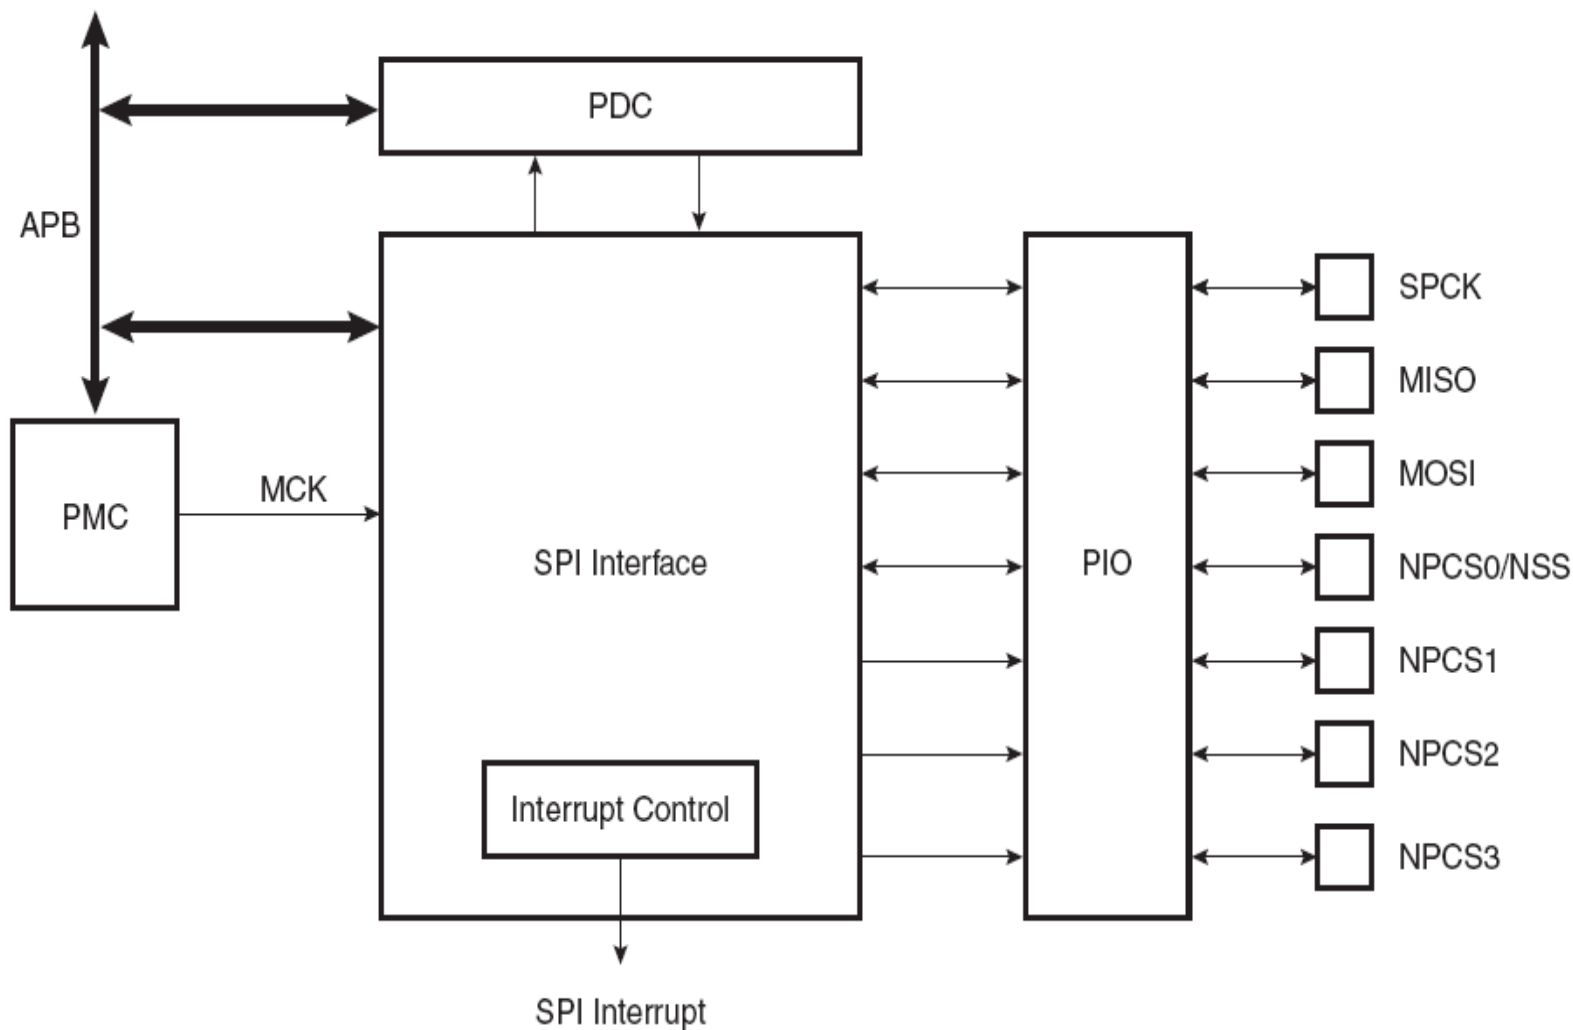 PDC
APB
SPCK
MISO
MOSI
MCK
PMC
SPI Interface
PIO
NPCS0/NSS
NPCS1
NPCS2
Interrupt Control
NPCS3
SPI Interrupt